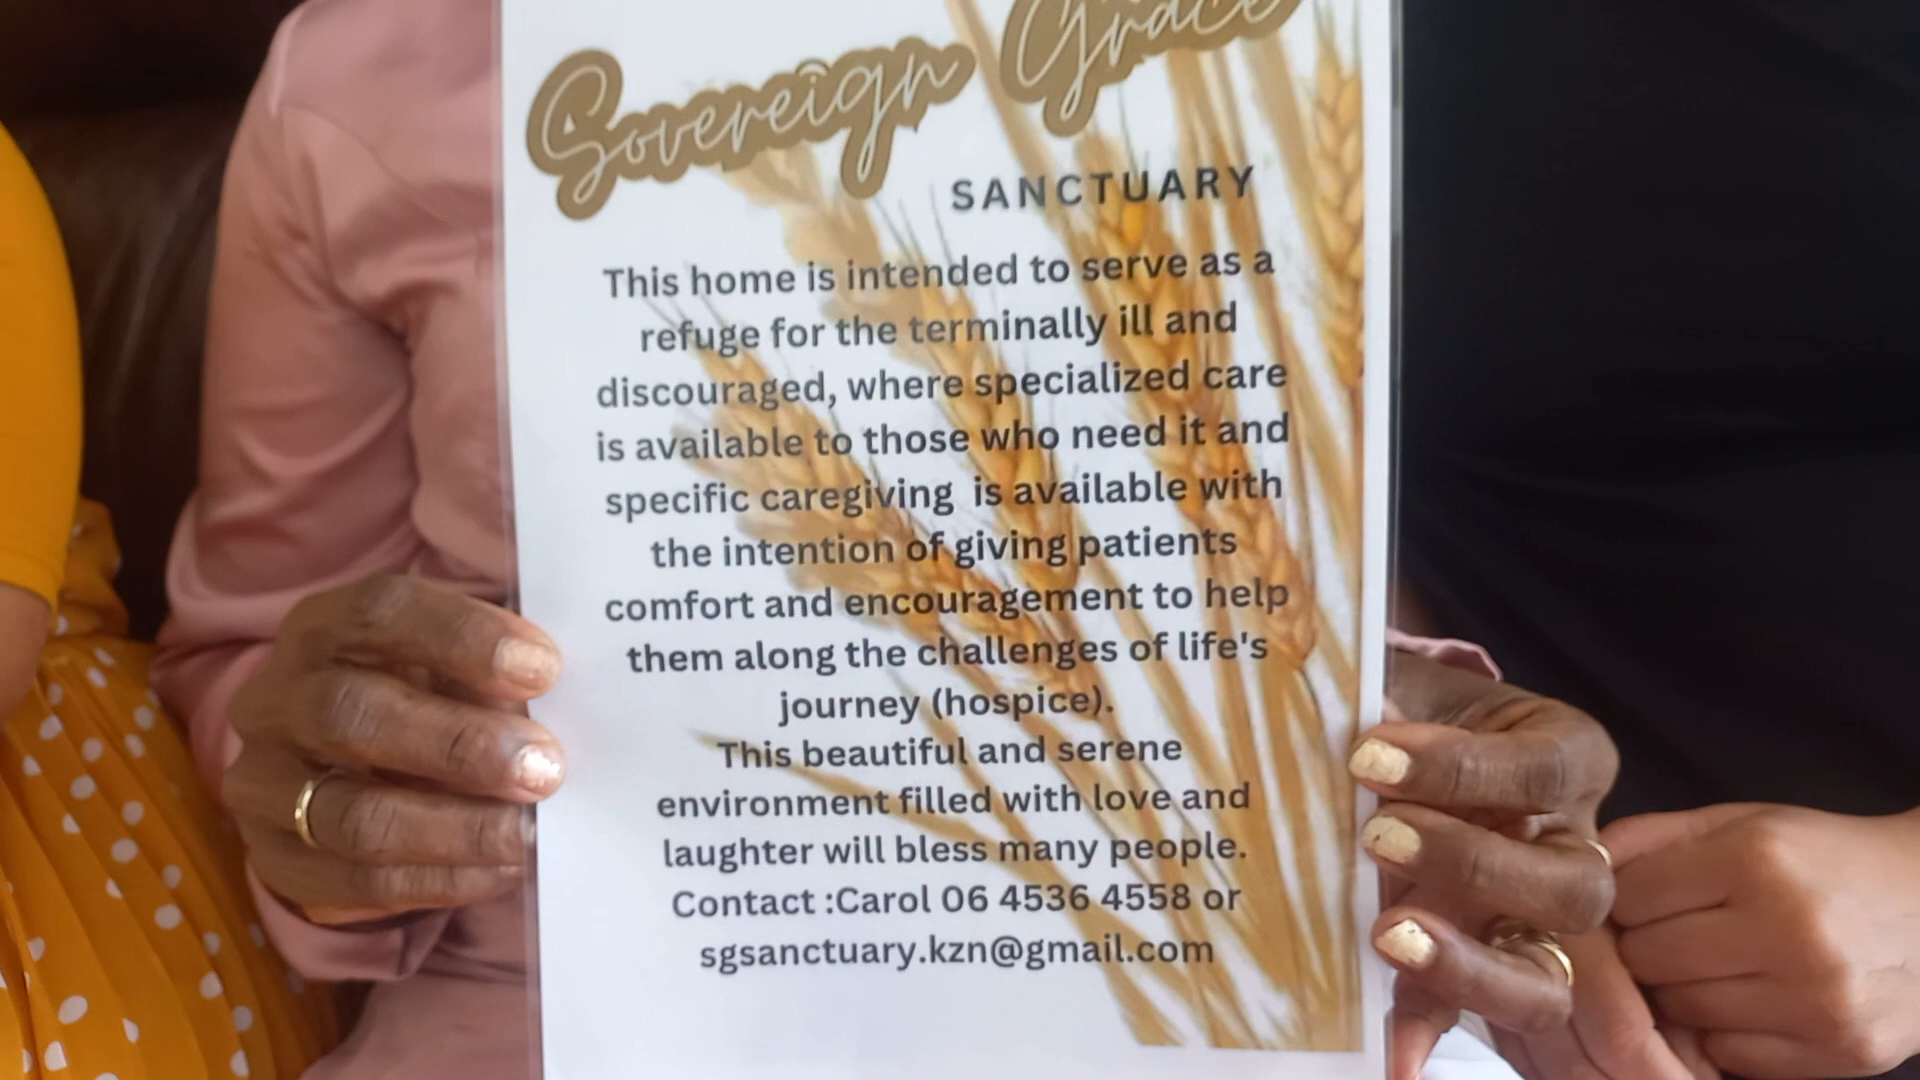 Sovereign Grace
SANCTUARY
This home is intended to serve as a
refuge for the terminally ill and
discouraged, where specialized care
is available to those who need it and
specific caregiving is available with
the intention of giving patients
comfort and encouragement to help
them along the challenges of life's
journey (hospice).
This beautiful and serene
environment filled with love and
laughter will bless many people.
Contact :Carol 06 4536 4558 or
sgsanctuary.kzn@gmail.com